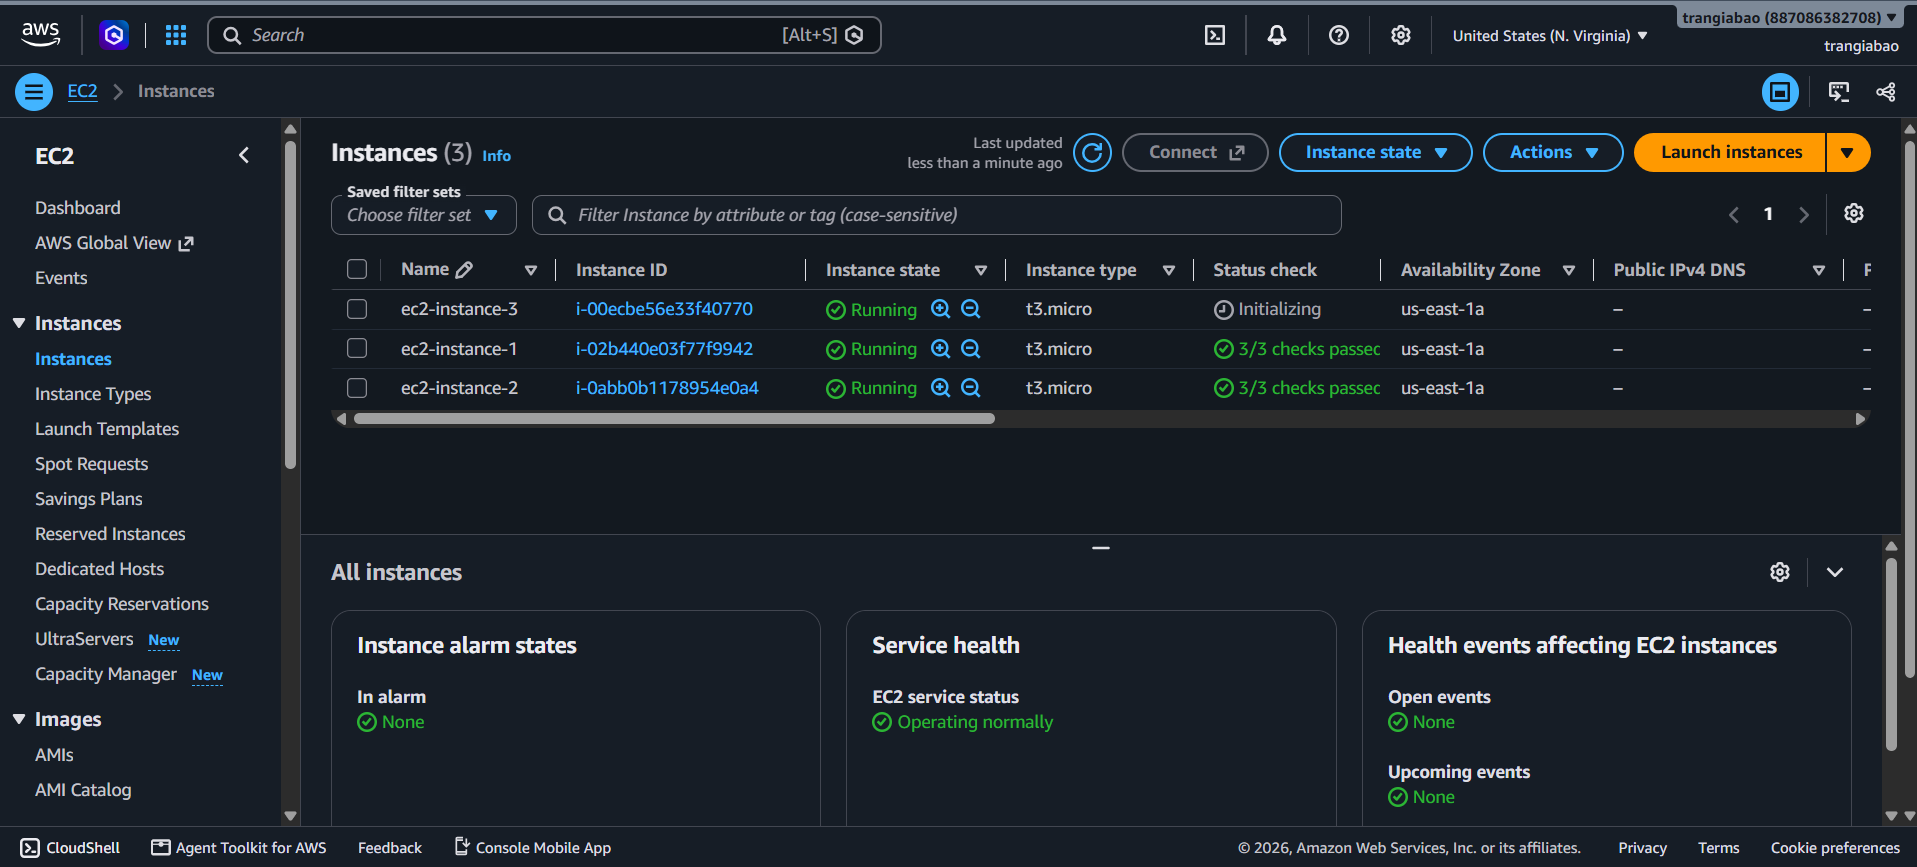 aws
Search [Alt+S]
United States (N. Virginia)
trangiabao (887086382708)
trangiabao
EC2 Instances
EC2
Dashboard
AWS Global View
Events
Instances
Instances
Instance Types
Launch Templates
Spot Requests
Savings Plans
Reserved Instances
Dedicated Hosts
Capacity Reservations
UltraServers New
Capacity Manager New
Images
AMIs
AMI Catalog
Instances (3) Info
Last updated
less than a minute ago
Connect
Instance state
Actions
Launch instances
Saved filter sets
Choose filter set
Filter Instance by attribute or tag (case-sensitive)
1
Name Instance ID Instance state Instance type Status check Availability Zone Public IPv4 DNS
ec2-instance-3 i-00ecbe56e33f40770 Running t3.micro Initializing us-east-1a – –
ec2-instance-1 i-02b440e03f77f9942 Running t3.micro 3/3 checks passed us-east-1a – –
ec2-instance-2 i-0abb0b1178954e0a4 Running t3.micro 3/3 checks passed us-east-1a – –
All instances
Instance alarm states
In alarm
None
Service health
EC2 service status
Operating normally
Health events affecting EC2 instances
Open events
None
Upcoming events
None
CloudShell Agent Toolkit for AWS Feedback Console Mobile App © 2026, Amazon Web Services, Inc. or its affiliates. Privacy Terms Cookie preferences